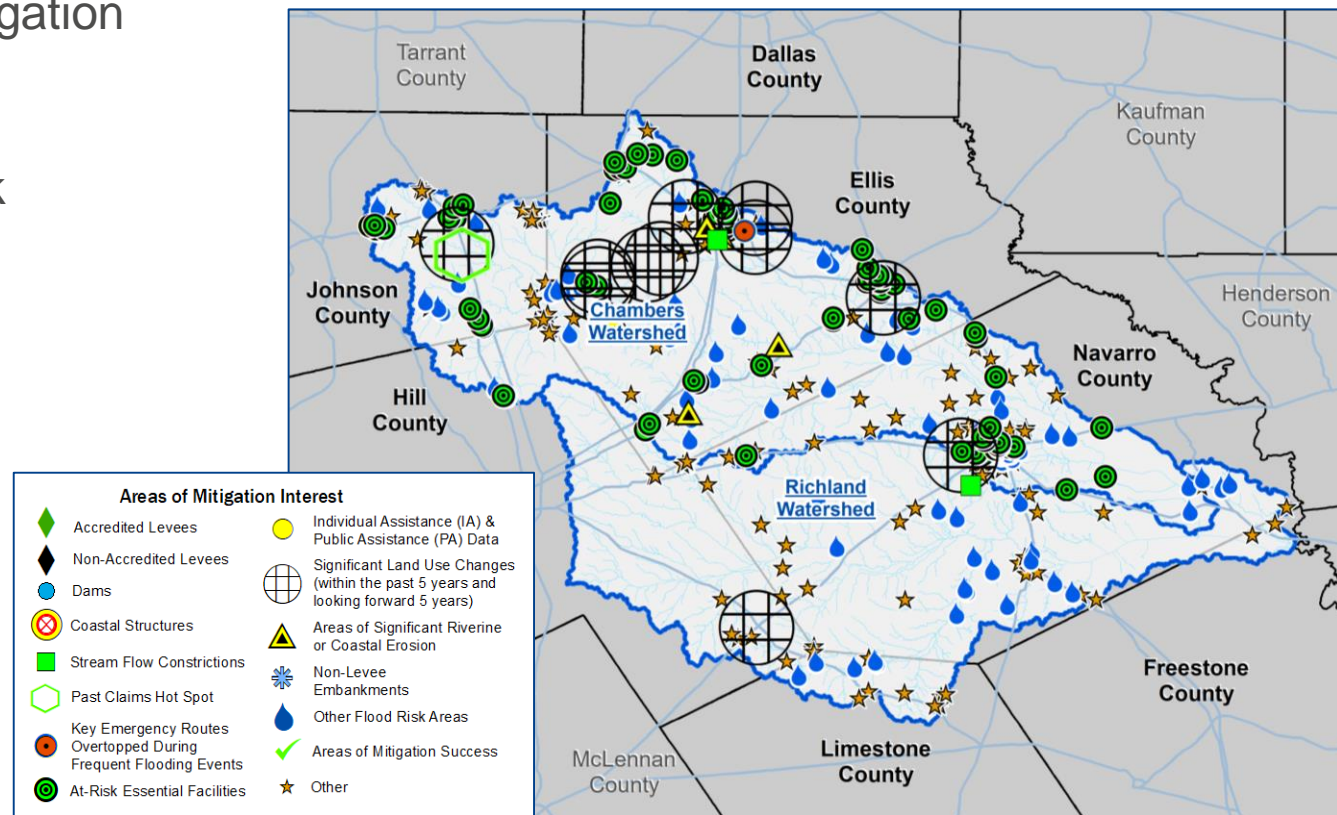 gation
k
Tarrant
County
Dallas
County
Kaufman
County
Ellis
County
Henderson
County
Johnson
County
Chambers
Watershed
Navarro
County
Hill
County
Richland
Watershed
Freestone
County
Limestone
County
McLennan
County
Areas of Mitigation Interest
Accredited Levees
Non-Accredited Levees
Dams
Coastal Structures
Stream Flow Constrictions
Past Claims Hot Spot
Key Emergency Routes
Overtopped During
Frequent Flooding Events
At-Risk Essential Facilities
Individual Assistance (IA) &
Public Assistance (PA) Data
Significant Land Use Changes
(within the past 5 years and
looking forward 5 years)
Areas of Significant Riverine
or Coastal Erosion
Non-Levee
Embankments
Other Flood Risk Areas
Areas of Mitigation Success
Other